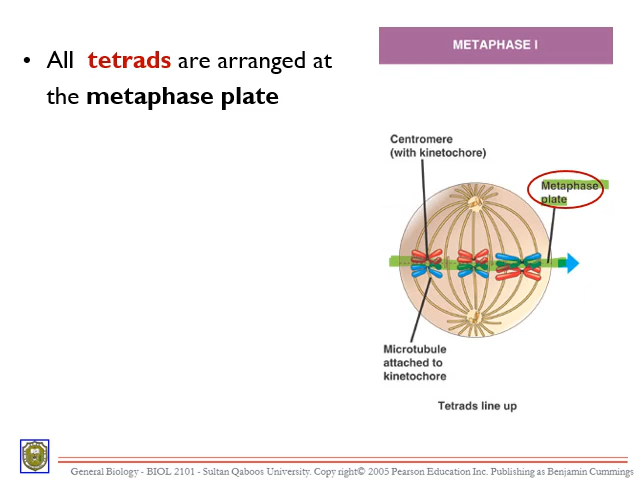 • All tetrads are arranged at
the metaphase plate
METAPHASE I
Centromere
(with kinetochore)
Metaphase
plate
Microtubule
attached to
kinetochore
Tetrads line up
General Biology - BIOL 2101 - Sultan Qaboos University. Copy right© 2005 Pearson Education Inc. Publishing as Benjamin Cummings